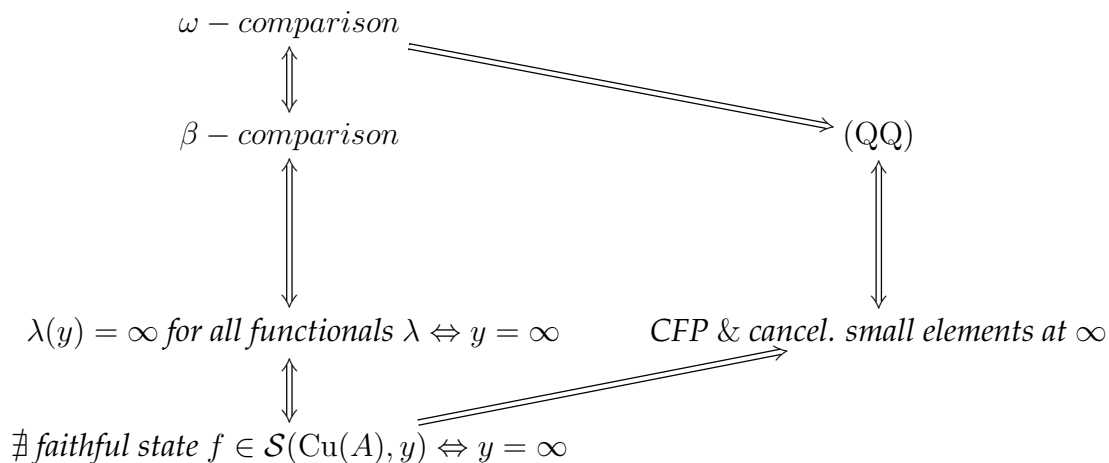 ω − comparison
β − comparison
(QQ)
λ(y) = ∞ for all functionals λ ⇔ y = ∞
CFP & cancel. small elements at ∞
∄ faithful state f ∈ 𝒮(Cu(A), y) ⇔ y = ∞